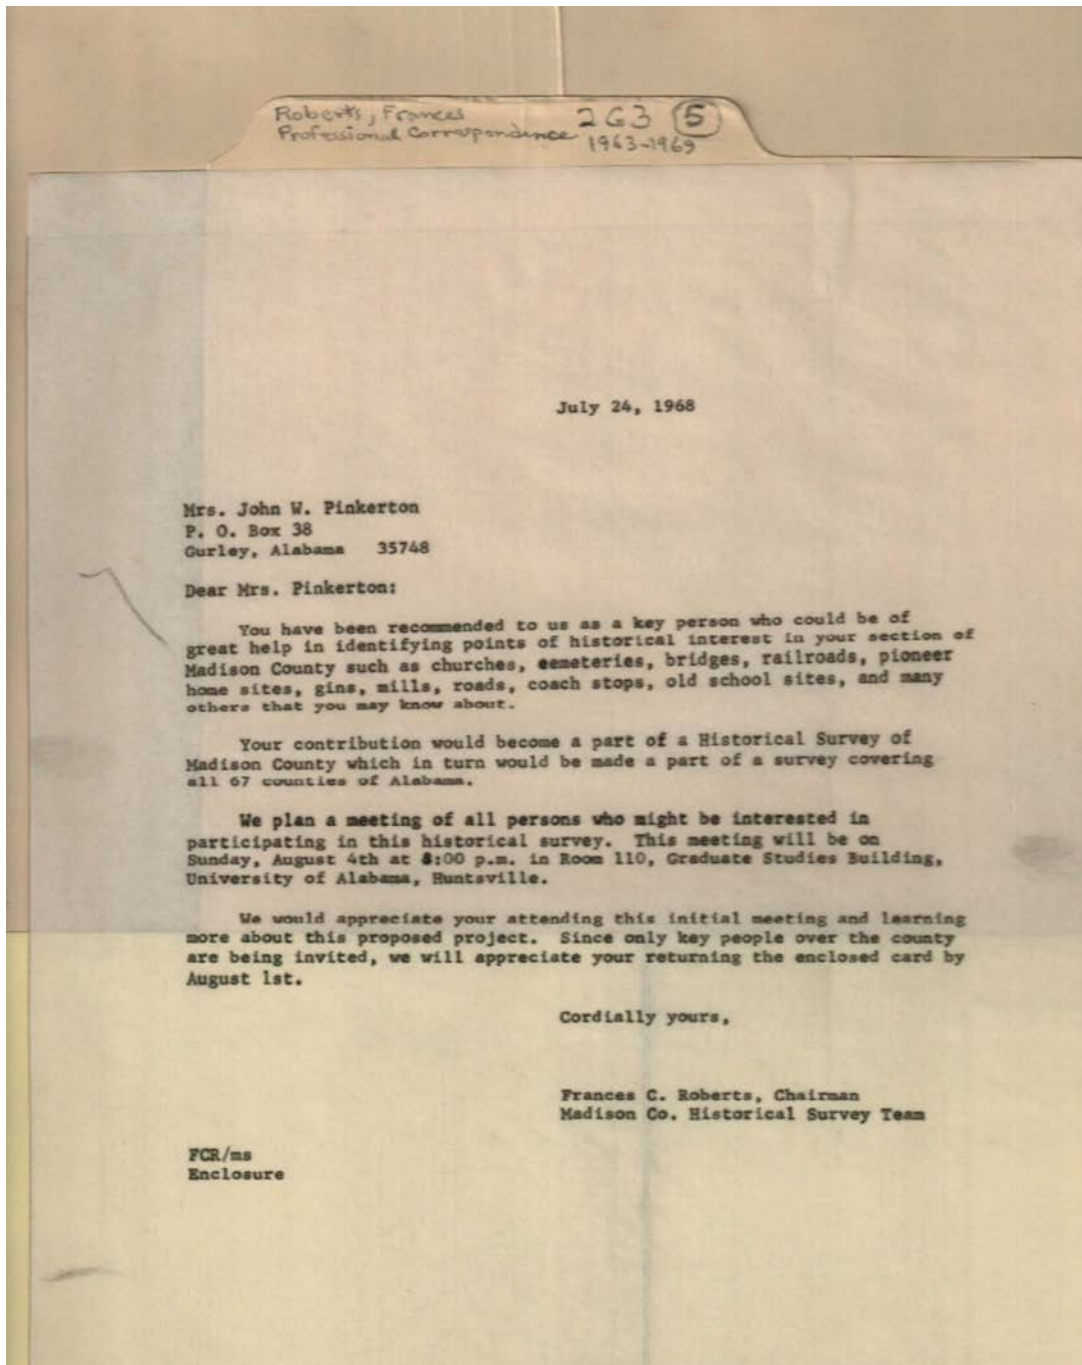 Roberts, Frances 2G3 5
Professional Correspondence 1963-1969
July 24, 1968
Mrs. John W. Pinkerton
P. O. Box 38
Gurley, Alabama 35748
Dear Mrs. Pinkerton:
You have been recommended to us as a key person who could be of
great help in identifying points of historical interest in your section of
Madison County such as churches, eemeteries, bridges, railroads, pioneer
home sites, gins, mills, roads, coach stops, old school sites, and many
others that you may know about.
Your contribution would become a part of a Historical Survey of
Madison County which in turn would be made a part of a survey covering
all 67 counties of Alabama.
We plan a meeting of all persons who might be interested in
participating in this historical survey. This meeting will be on
Sunday, August 4th at p.m. in Room 110, Graduate Studies Building,
University of Alabama, Huntsville.
We would appreciate your attending this initial meeting and learning
more about this proposed project. Since only key people over the county
are being invited, we will appreciate your returning the enclosed card by
August 1st.
Cordially yours,
Frances C. Roberts, Chairman
Madison Co. Historical Survey Team
FCR/ms
Enclosure